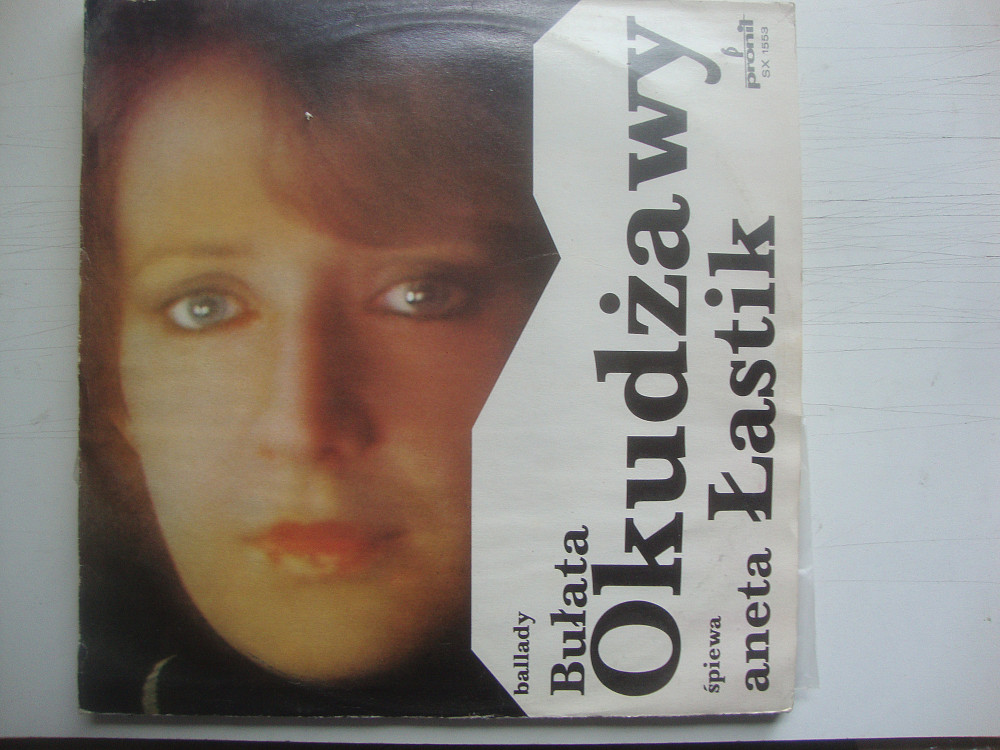 ballady
Bułata
Okudżawy
śpiewa
aneta Łastik
pronit
SX 1553